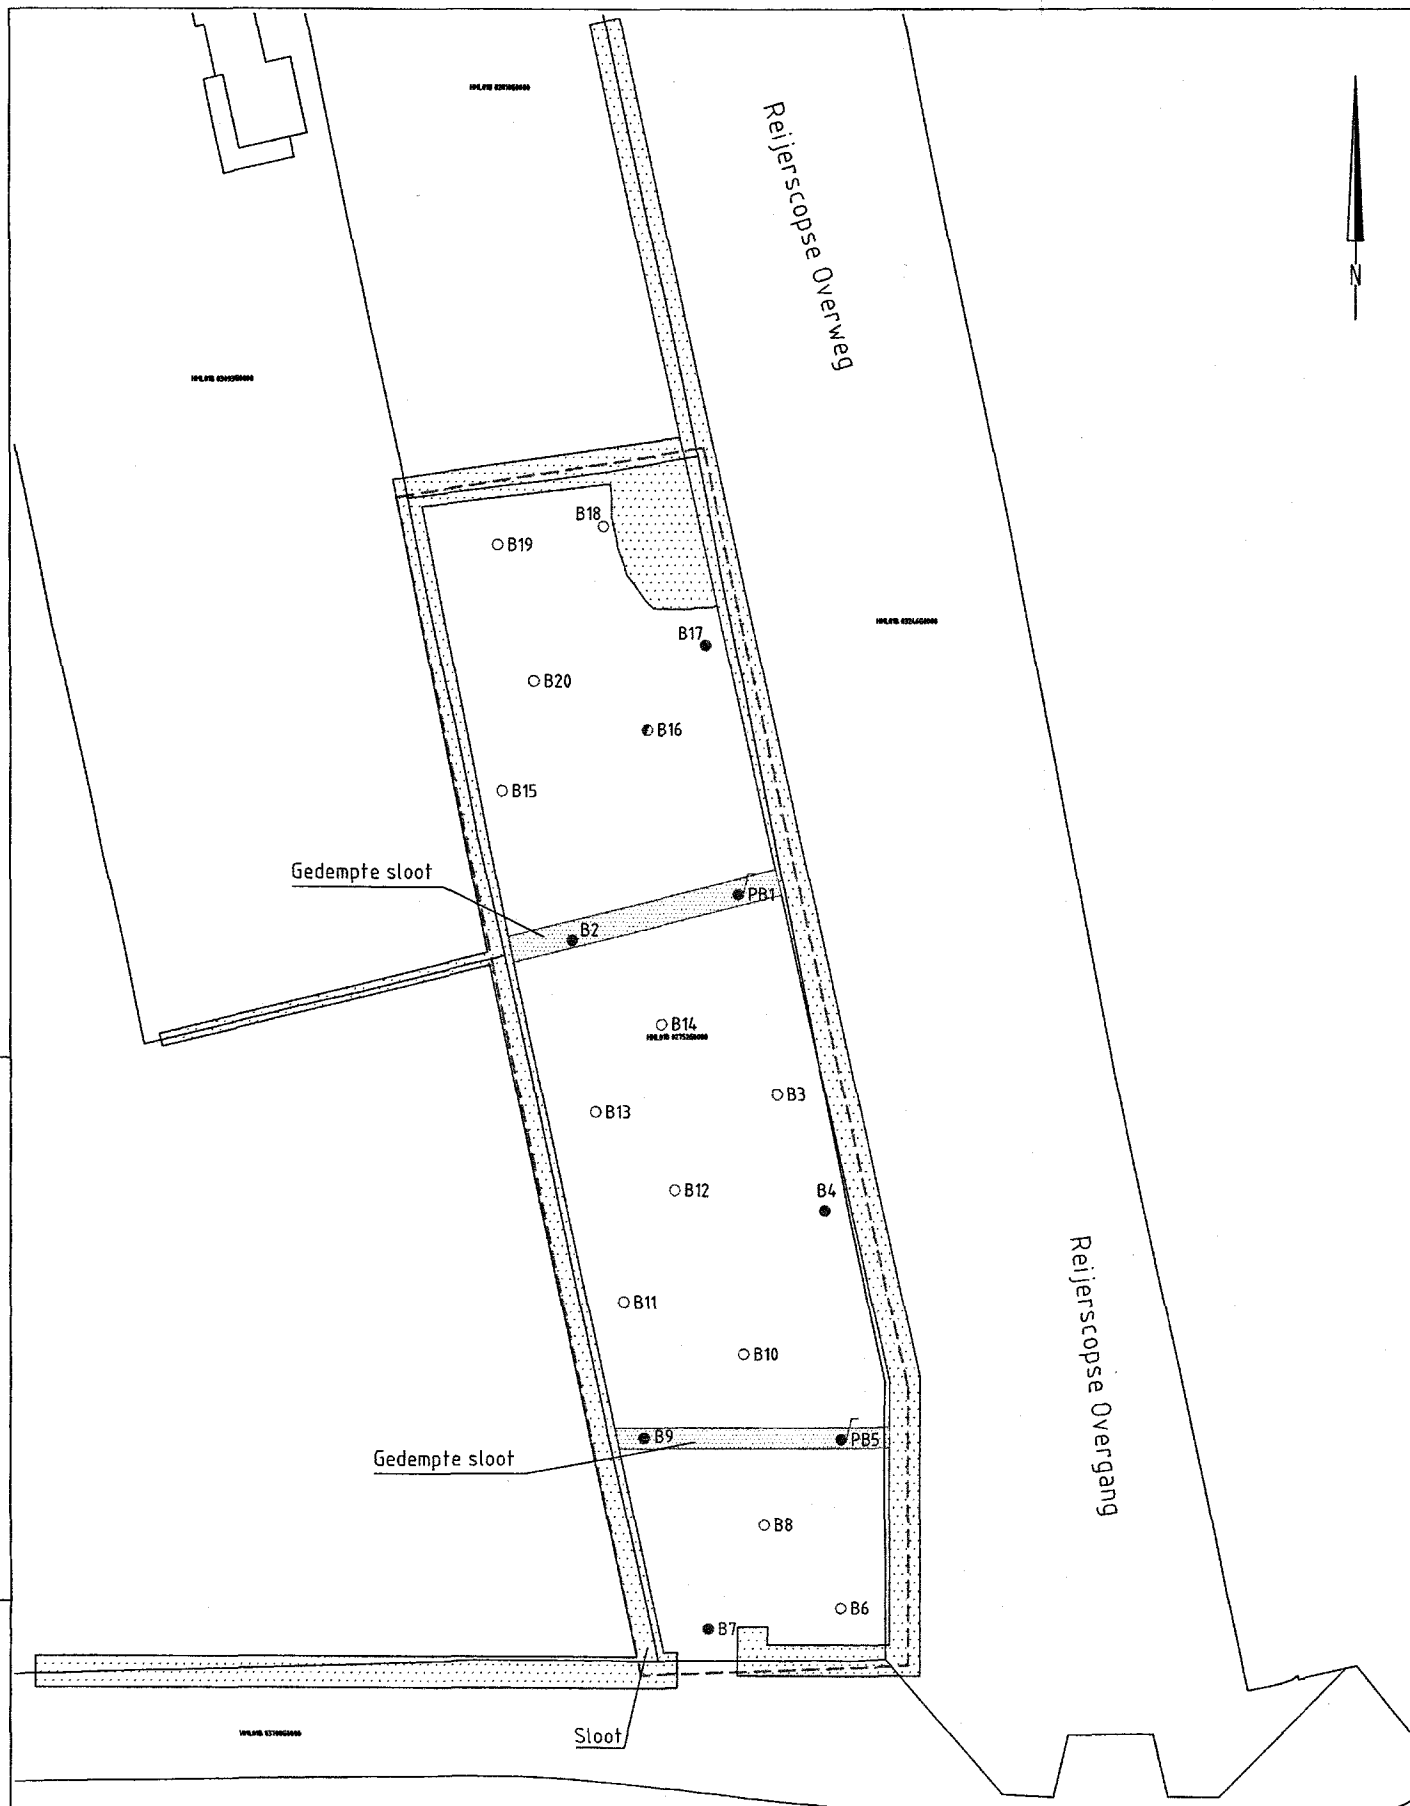 Reijerscopse Overweg
N
B18
B19
B17
B20
B16
B15
Gedempte sloot
PB1
B2
B14
B3
B13
B12
B4
B11
B10
Reijerscopse Overgang
B9
PB5
Gedempte sloot
B8
B6
B7
Sloot